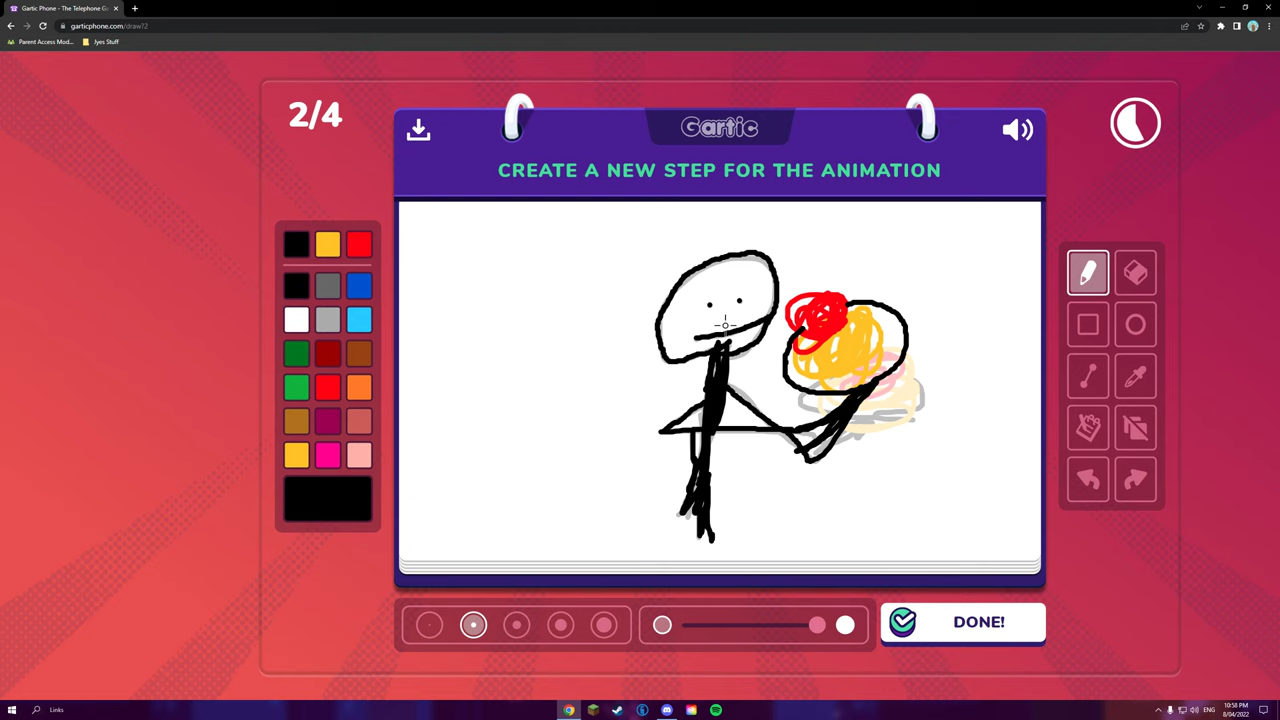 Gartic Phone - The Telephone G
garticphone.com/draw?2
Parent Access Mod...
Jyes Stuff
2/4
Gartic
CREATE A NEW STEP FOR THE ANIMATION
DONE!
Links
ENG
10:58 PM
8/04/2022